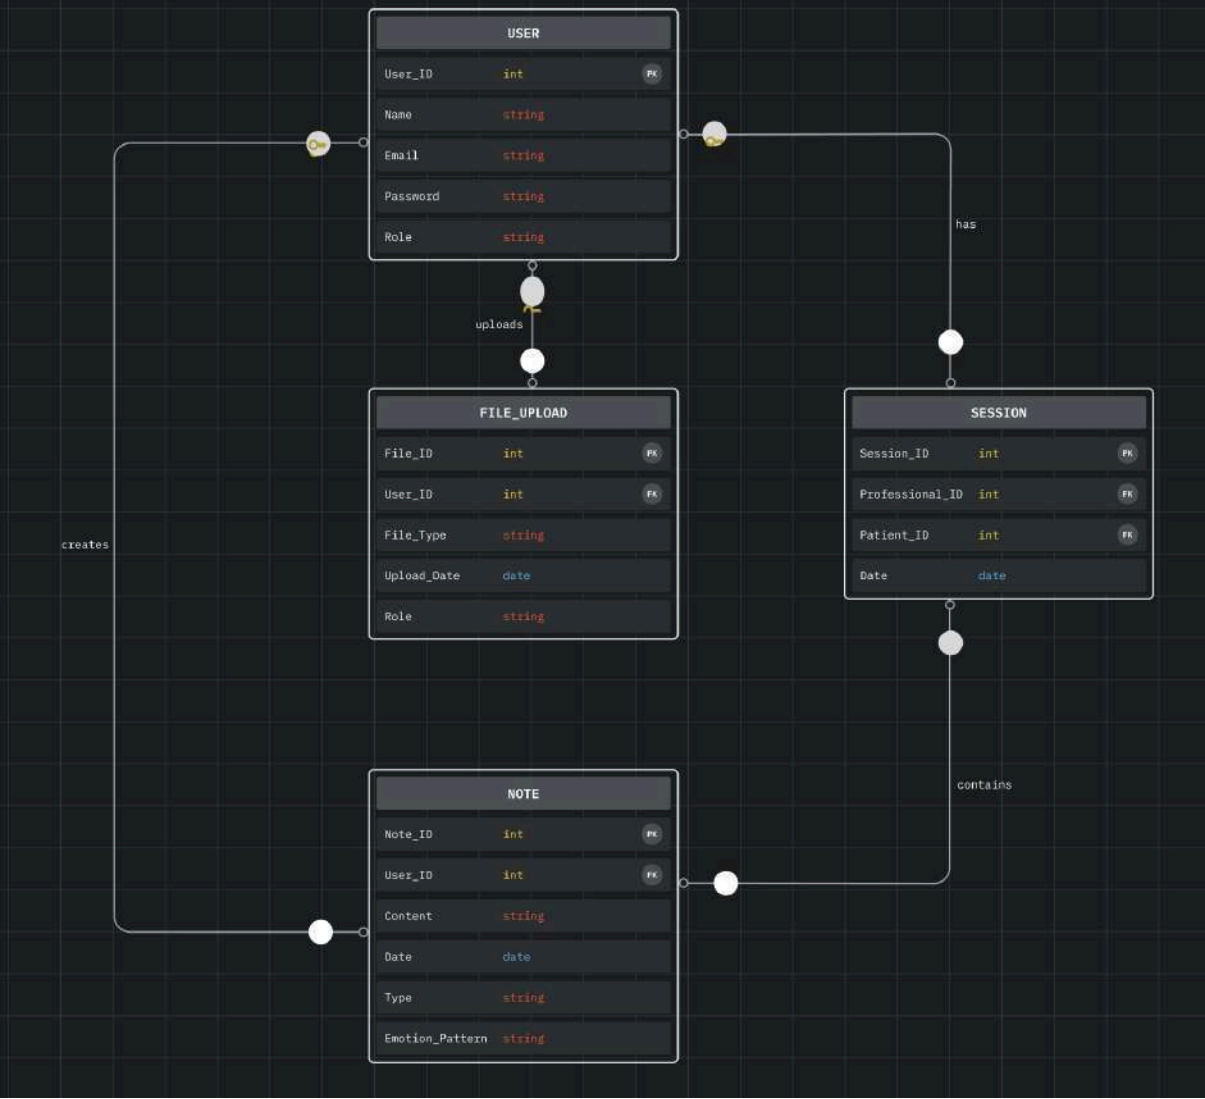 USER
User_ID int PK
Name string
Email string
Password string
Role string
has
uploads
FILE_UPLOAD
File_ID int PK
User_ID int FK
File_Type string
Upload_Date date
Role string
SESSION
Session_ID int PK
Professional_ID int FK
Patient_ID int FK
Date date
creates
contains
NOTE
Note_ID int PK
User_ID int FK
Content string
Date date
Type string
Emotion_Pattern string